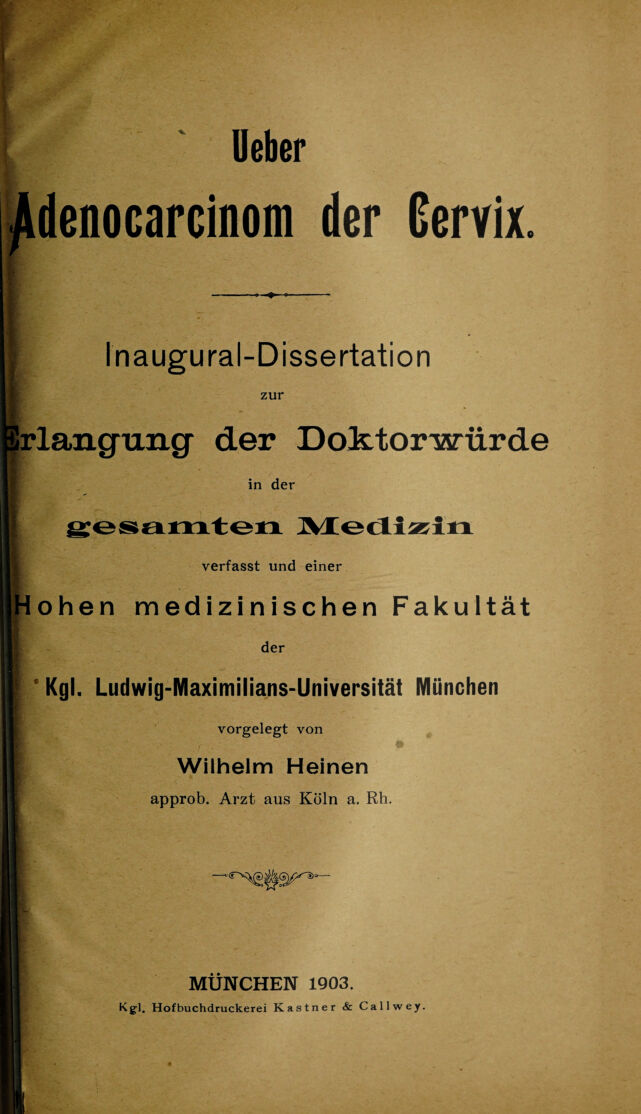 Ueber
Adenocarcinom der Cervix.
Inaugural-Dissertation
zur
Erlangung der Doktorwürde
in der
gesamten Medizin
verfasst und einer
Hohen medizinischen Fakultät
der
Kgl. Ludwig-Maximilians-Universität München
vorgelegt von
Wilhelm Heinen
approb. Arzt aus Köln a. Rh.
MÜNCHEN 1903.
Kgl. Hofbuchdruckerei Kastner & Callwey.